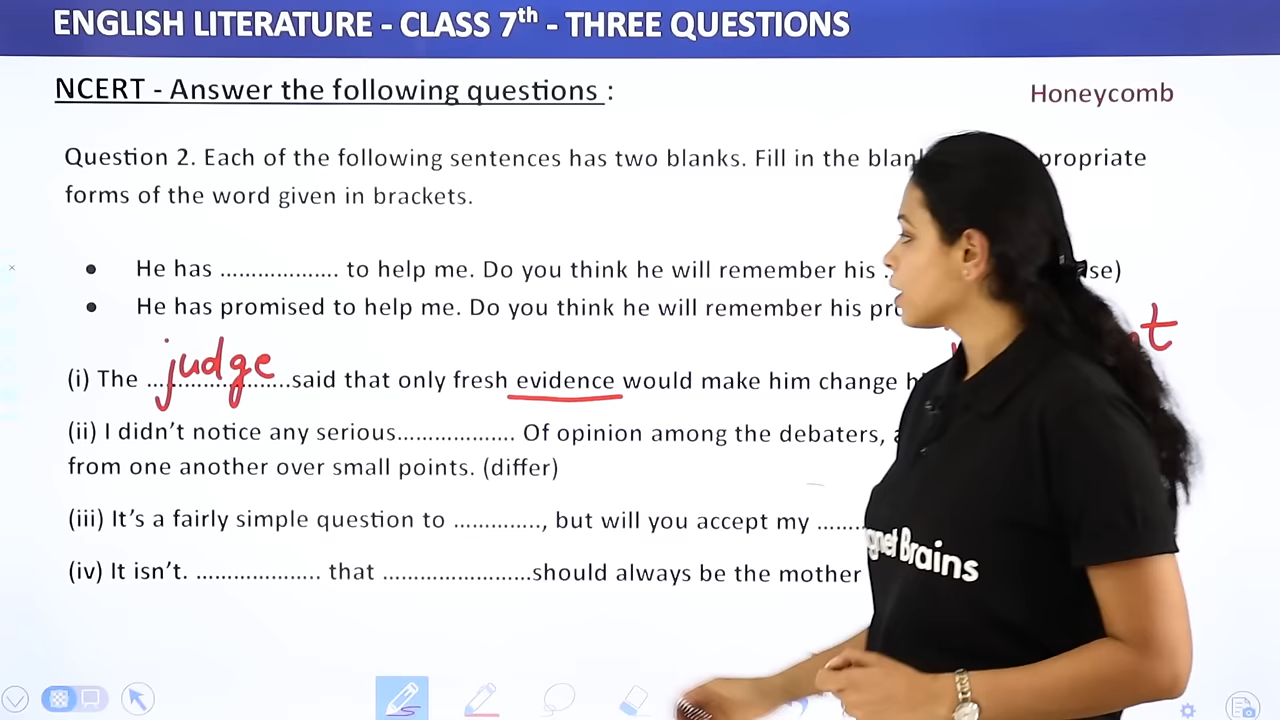 ENGLISH LITERATURE - CLASS 7th - THREE QUESTIONS
NCERT - Answer the following questions :
Honeycomb
Question 2. Each of the following sentences has two blanks. Fill in the
forms of the word given in brackets.
• He has ................... to help me. Do you think he will remember his
• He has promised to help me. Do you think he will remember his
(i) The judge said that only fresh evidence would make him change
(ii) I didn't notice any serious................... Of opinion among the debaters,
from one another over small points. (differ)
(iii) It's a fairly simple question to ............., but will you accept my ........
(iv) It isn't. .................... that ........................should always be the mother
Brains